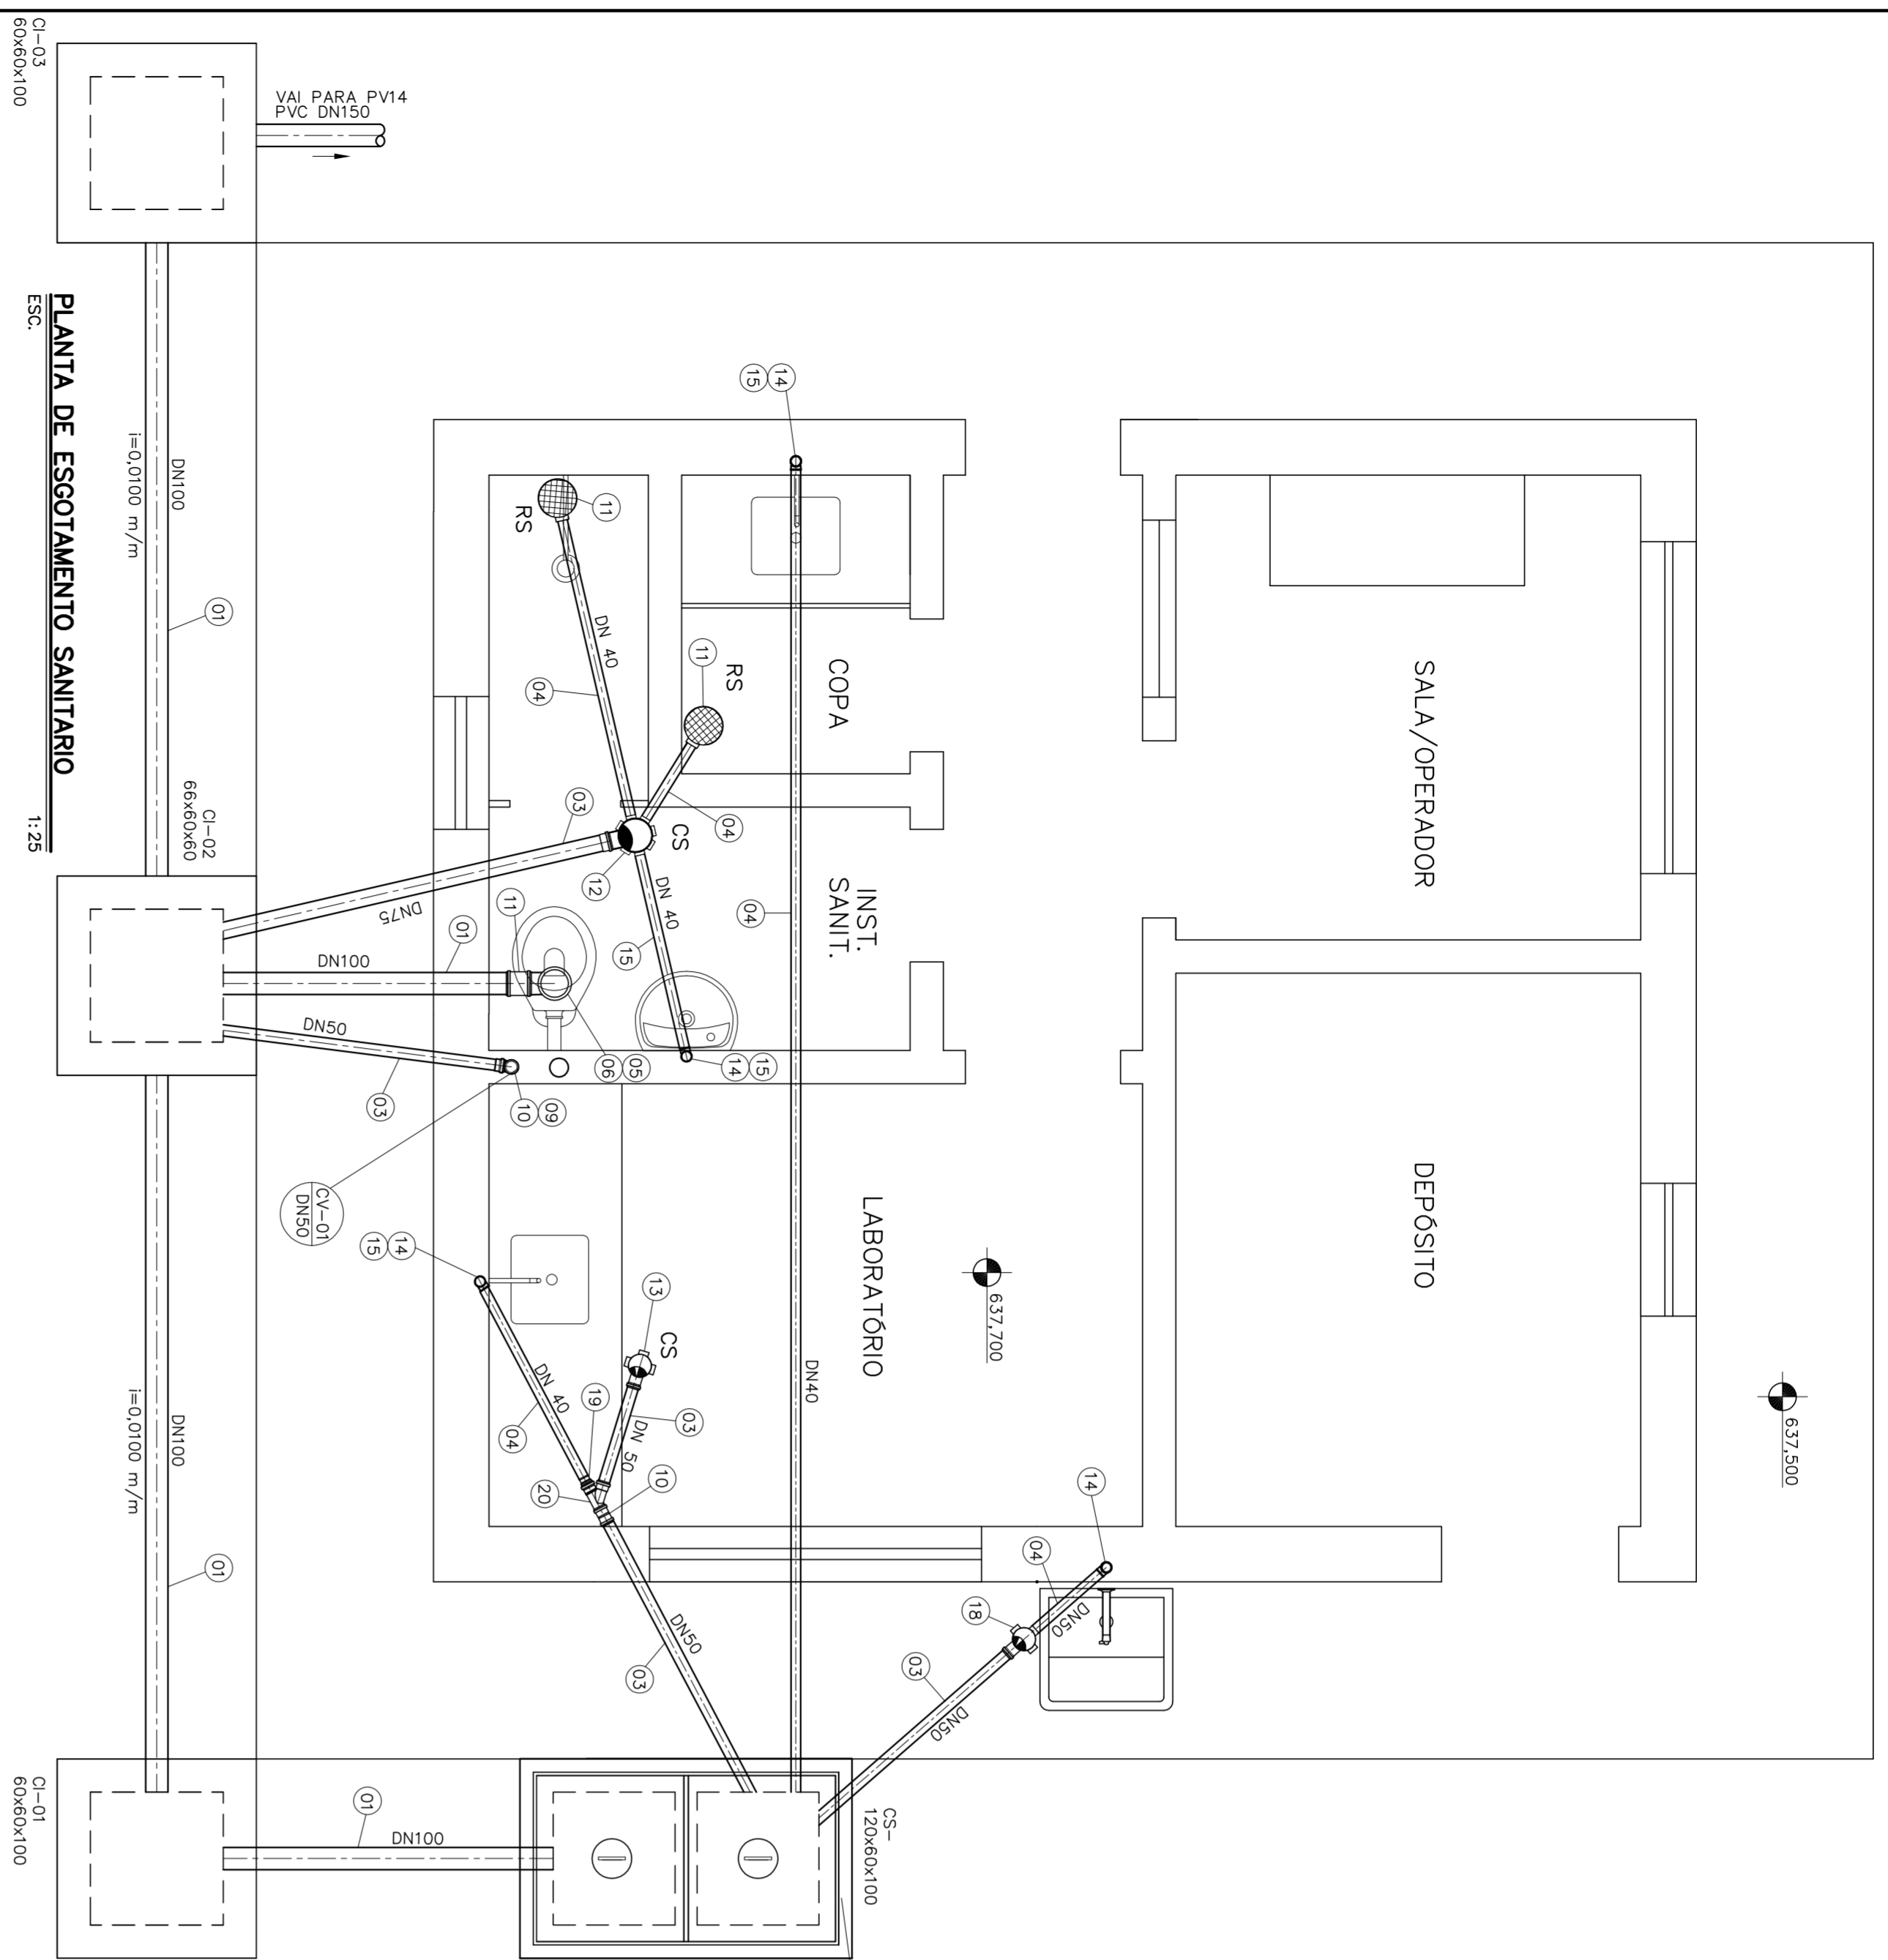 CI-03
60x60x100
VAI PARA PV14
PVC DN150
PLANTA DE ESGOTAMENTO SANITARIO
ESC.
1:25
DN100
i=0,0100 m/m
01
CI-02
66x60x60
DN100
i=0,0100 m/m
01
CI-01
60x60x100
14
15
11
RS
DN 40
04
11
RS
COPA
SALA/OPERADOR
03
04
CS
12
DN75
01
11
DN100
DN 40
15
04
INST.
SANIT.
DN50
03
06
05
14
15
10
09
CV-01
DN50
15
14
13
CS
LABORATÓRIO
637,700
DEPÓSITO
637,500
DN40
DN 40
04
19
03
DN 50
20
10
14
04
DN50
18
03
DN50
DN50
03
01
DN100
CS-
120x60x100